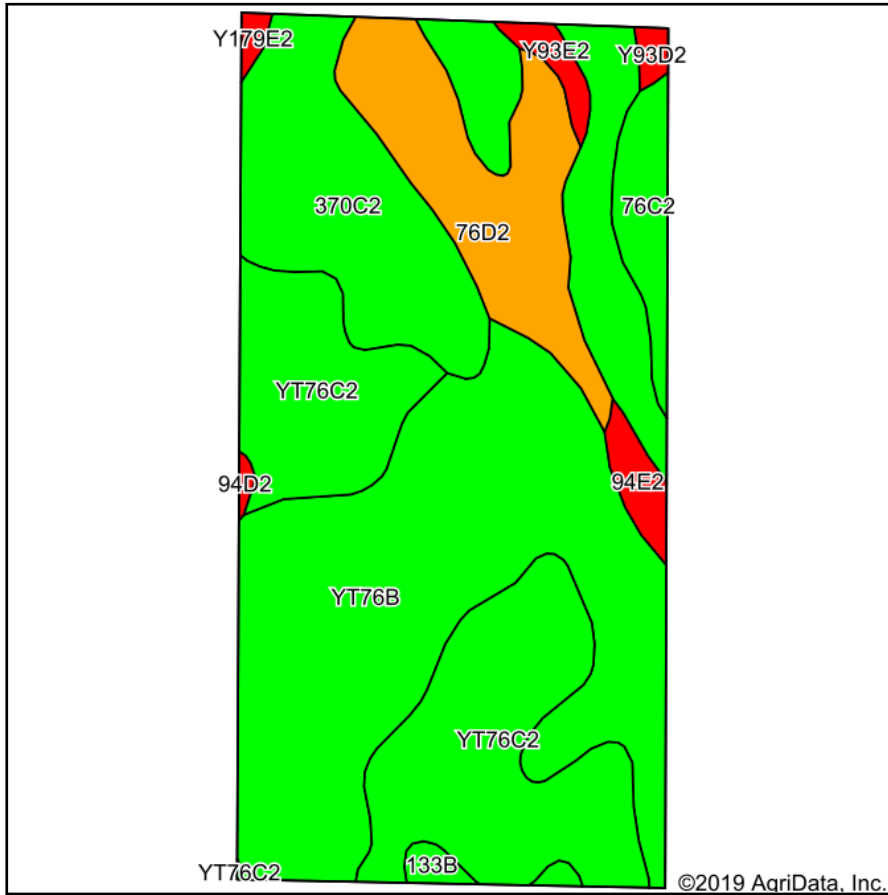 Y179E2
Y93E2
Y93D2
370C2
76C2
76D2
YT76C2
94D2
94E2
YT76B
YT76C2
133B
YT76C2
©2019 AgriData, Inc.